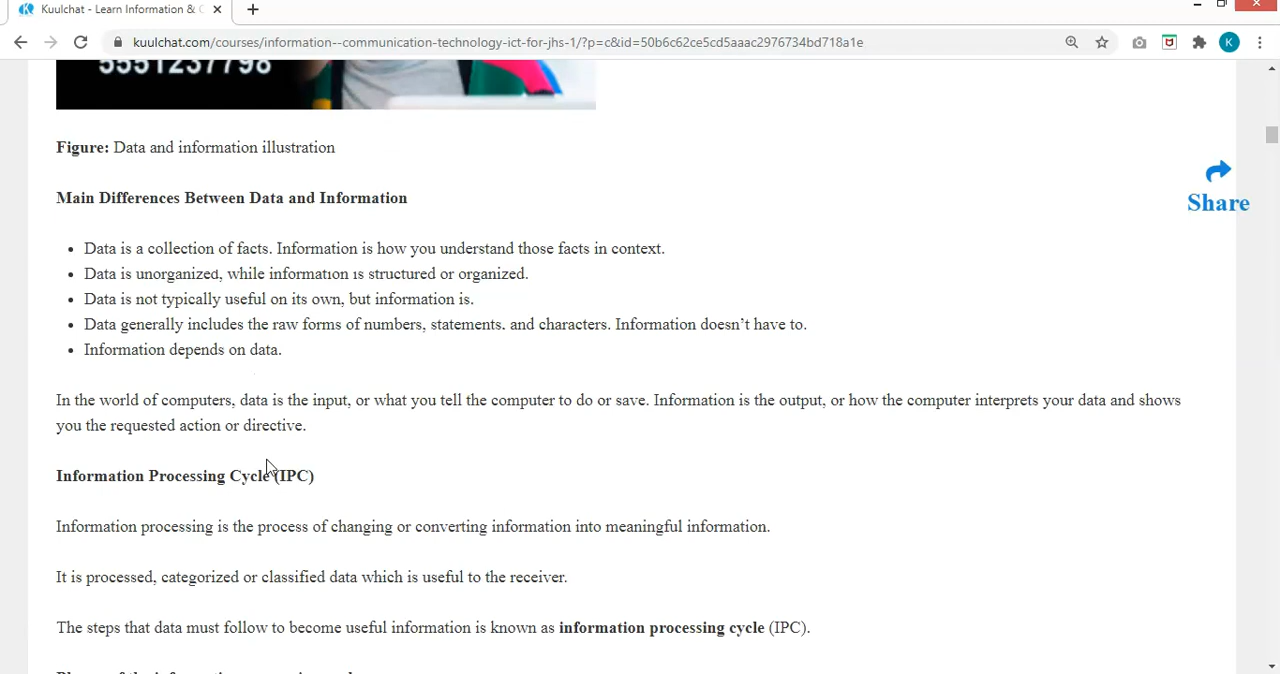 Kuulchat - Learn Information &
kuulchat.com/courses/information--communication-technology-ict-for-jhs-1/?p=c&id=50b6c62ce5cd5aaac2976734bd718a1e
K
5551237798
Figure: Data and information illustration
Share
Main Differences Between Data and Information
Data is a collection of facts. Information is how you understand those facts in context.
Data is unorganized, while information is structured or organized.
Data is not typically useful on its own, but information is.
Data generally includes the raw forms of numbers, statements. and characters. Information doesn’t have to.
Information depends on data.
In the world of computers, data is the input, or what you tell the computer to do or save. Information is the output, or how the computer interprets your data and shows
you the requested action or directive.
Information Processing Cycle (IPC)
Information processing is the process of changing or converting information into meaningful information.
It is processed, categorized or classified data which is useful to the receiver.
The steps that data must follow to become useful information is known as information processing cycle (IPC).